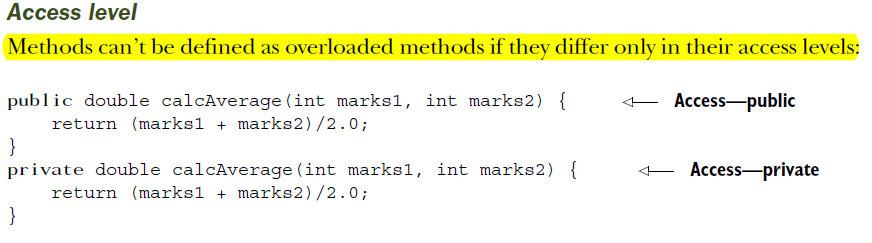 Access level
Methods can't be defined as overloaded methods if they differ only in their access levels:
public double calcAverage(int marks1, int marks2) { Access—public
return (marks1 + marks2)/2.0;
}
private double calcAverage(int marks1, int marks2) { Access—private
return (marks1 + marks2)/2.0;
}